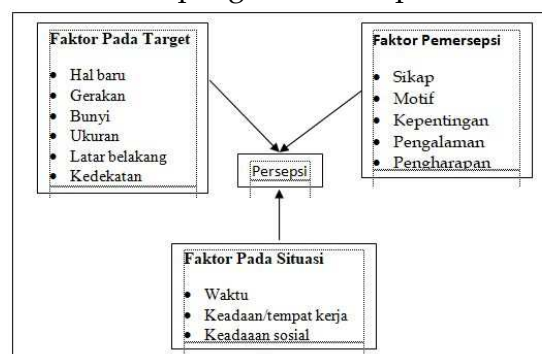 Faktor Pada Target
• Hal baru
• Gerakan
• Bunyi
• Ukuran
• Latar belakang
• Kedekatan
Faktor Pemersepsi
• Sikap
• Motif
• Kepentingan
• Pengalaman
• Pengharapan
Persepsi
Faktor Pada Situasi
• Waktu
• Keadaan/tempat kerja
• Keadaaan sosial